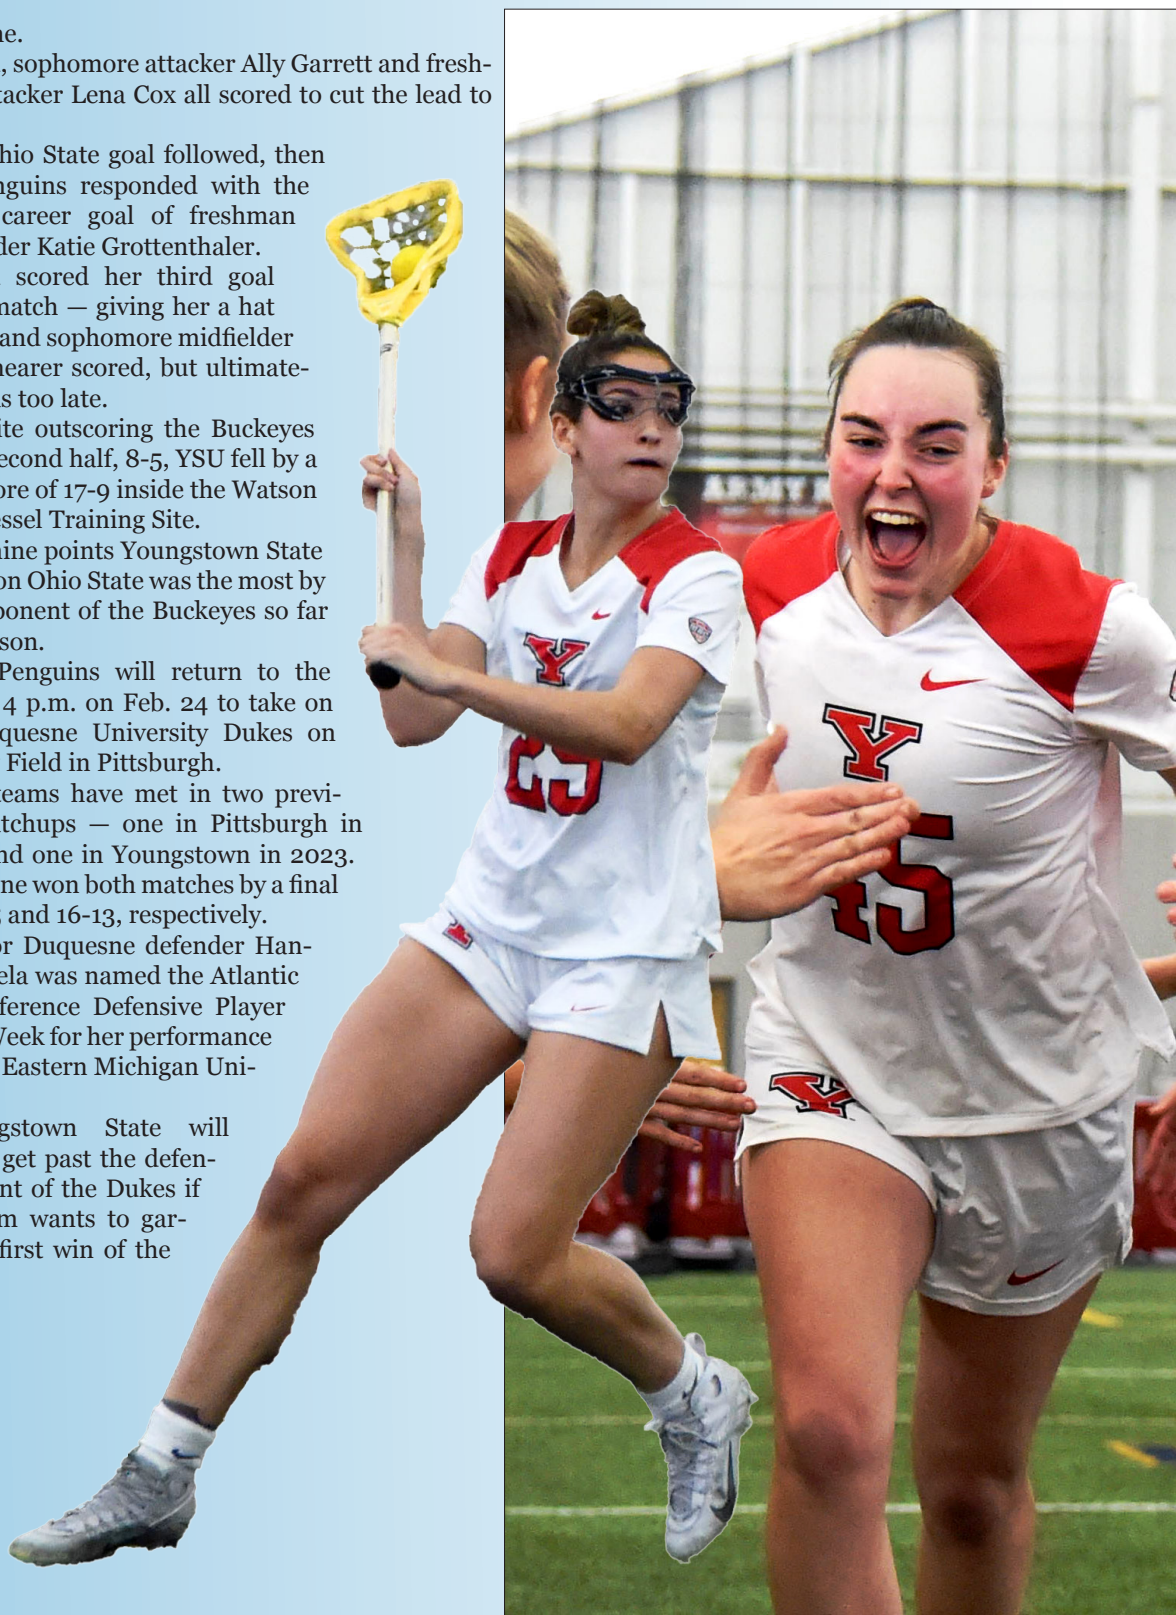 ne.
, sophomore attacker Ally Garrett and fresh-
tacker Lena Cox all scored to cut the lead to
hio State goal followed, then
nguins responded with the
career goal of freshman
der Katie Grottenthaler.
scored her third goal
match — giving her a hat
and sophomore midfielder
hearer scored, but ultimate-
s too late.
ite outscoring the Buckeyes
econd half, 8-5, YSU fell by a
ore of 17-9 inside the Watson
essel Training Site.
nine points Youngstown State
on Ohio State was the most by
ponent of the Buckeyes so far
son.
Penguins will return to the
4 p.m. on Feb. 24 to take on
quesne University Dukes on
Field in Pittsburgh.
teams have met in two previ-
tchups — one in Pittsburgh in
nd one in Youngstown in 2023.
ne won both matches by a final
and 16-13, respectively.
or Duquesne defender Han-
ela was named the Atlantic
ference Defensive Player
Week for her performance
Eastern Michigan Uni-
gstown State will
get past the defen-
nt of the Dukes if
m wants to gar-
first win of the
ARMY
Y
25
Y
45
Y